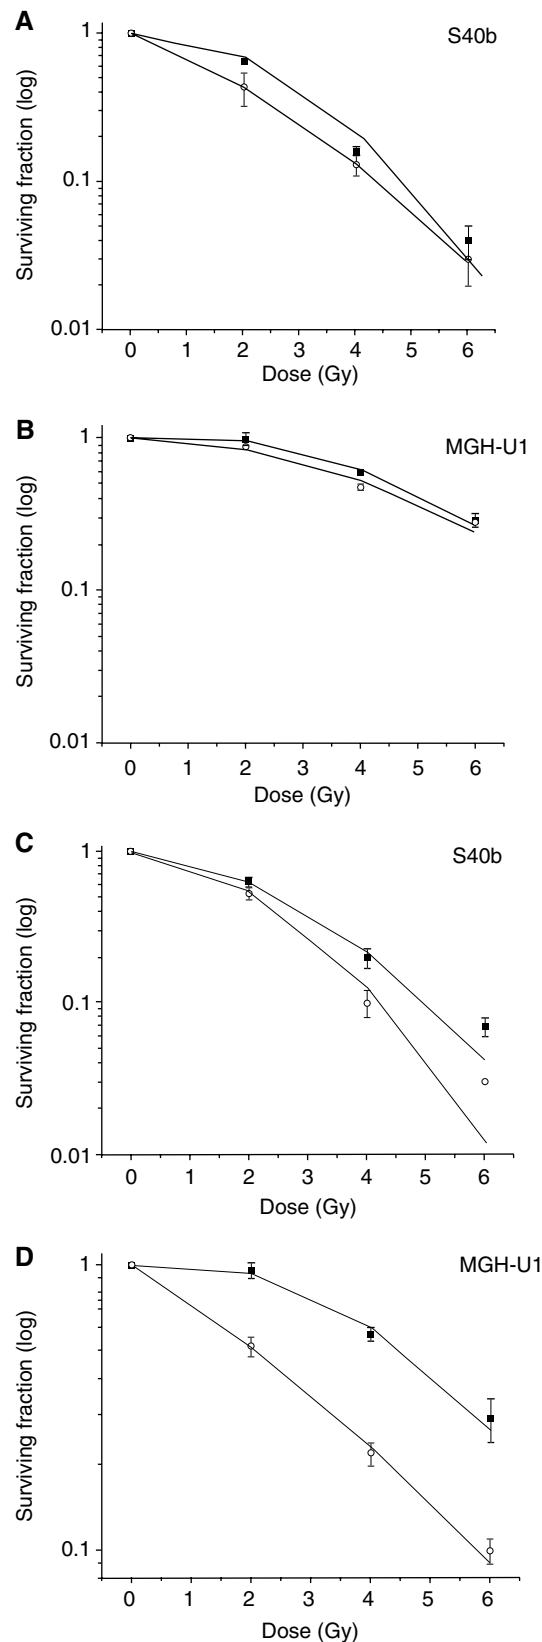 A
S40b
Surviving fraction (log)
1
0.1
0.01
0 1 2 3 4 5 6
Dose (Gy)
B
MGH-U1
Surviving fraction (log)
1
0.1
0.01
0 1 2 3 4 5 6
Dose (Gy)
C
S40b
Surviving fraction (log)
1
0.1
0.01
0 1 2 3 4 5 6
Dose (Gy)
D
MGH-U1
Surviving fraction (log)
1
0.1
0 1 2 3 4 5 6
Dose (Gy)